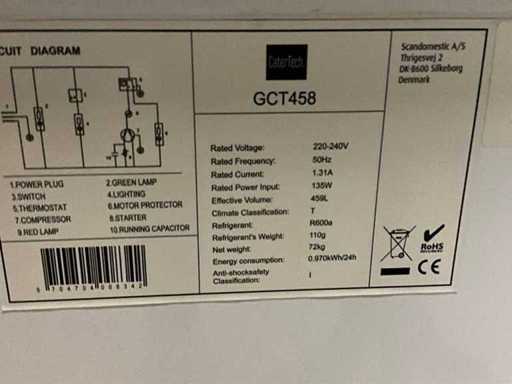 CUIT DIAGRAM
1.POWER PLUG 2.GREEN LAMP
3.SWITCH 4.LIGHTING
5.THERMOSTAT 6.MOTOR PROTECTOR
7.COMPRESSOR 8.STARTER
9.RED LAMP 10.RUNNING CAPACITOR
5704704006342
CaterTech
GCT458
Rated Voltage: 220-240V
Rated Frequency: 50Hz
Rated Current: 1.31A
Rated Power Input: 135W
Effective Volume: 459L
Climate Classification: T
Refrigerant: R600a
Refrigerant's Weight: 110g
Net weight: 72kg
Energy consumption: 0.970kWh/24h
Anti-shocksafety I
Classification
Scandomestic A/S
Thrigesvej 2
DK-8600 Silkeborg
Denmark
RoHS
CE